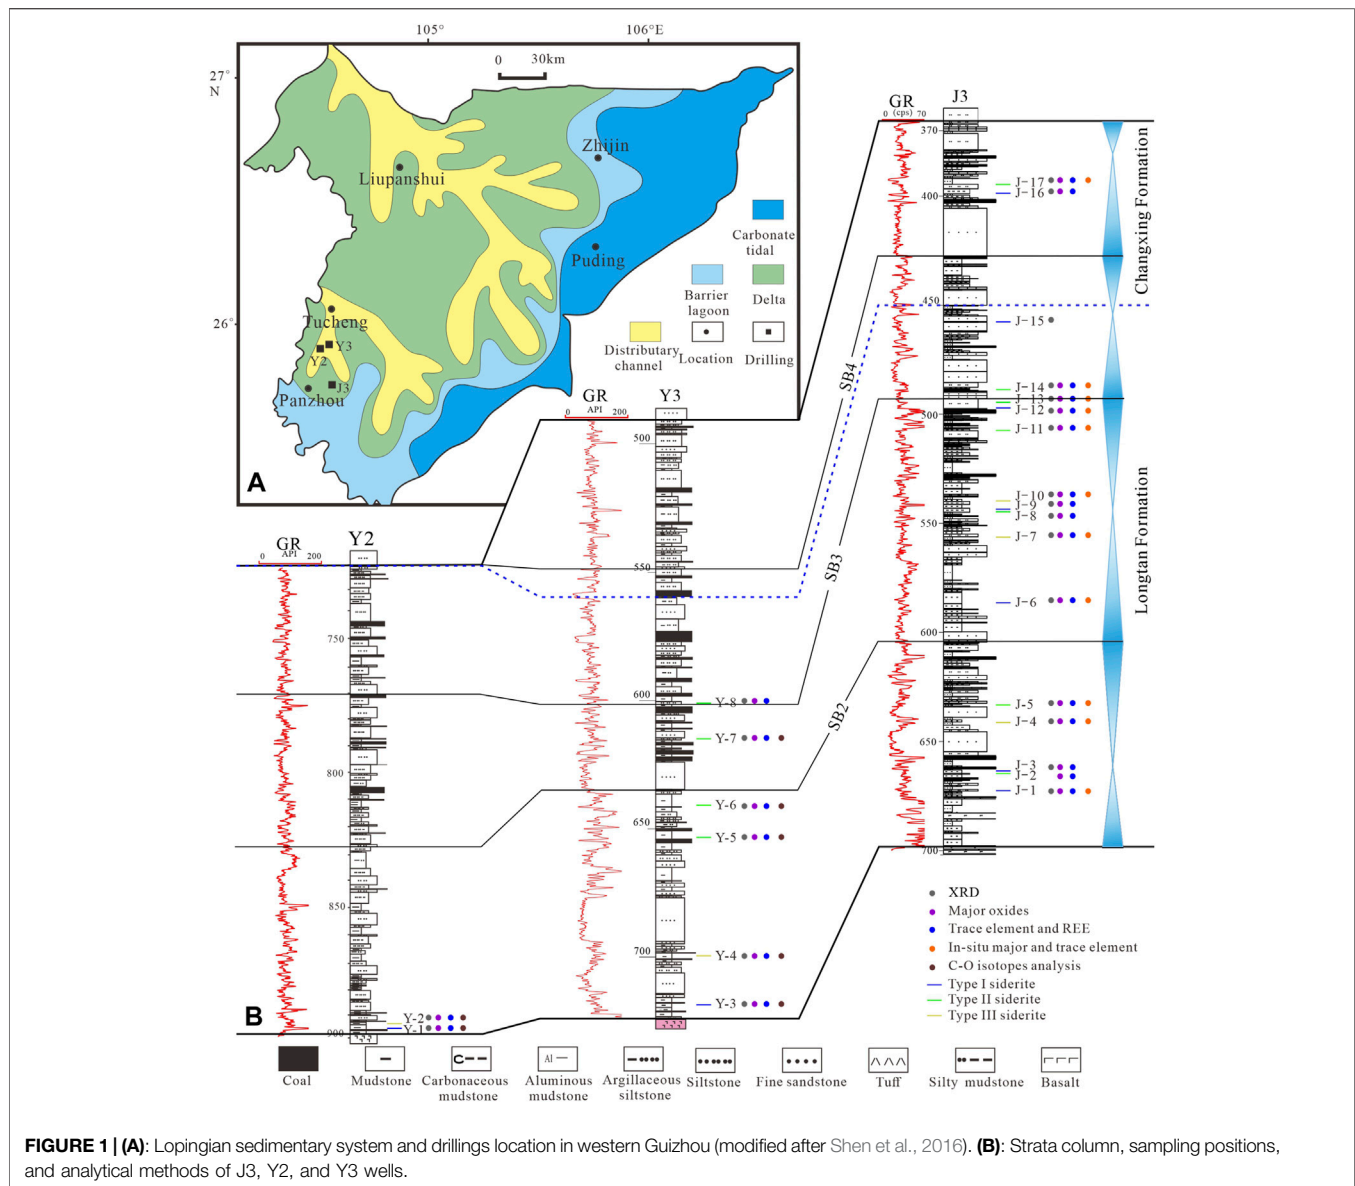 105°
106°E
27°
N
0 30km
Zhijin
Liupanshui
Carbonate
tidal
Puding
Barrier
lagoon
Delta
26°
Tucheng
Y3
Y2
J3
Panzhou
Distributary
channel
Location
Drilling
A
GR
0 (cps) 70
J3
370
400
450
500
550
600
650
700
J-17
J-16
J-15
J-14
J-13
J-12
J-11
J-10
J-9
J-8
J-7
J-6
J-5
J-4
J-3
J-2
J-1
Changxing Formation
Longtan Formation
SB4
SB3
SB2
GR
0 API 200
Y3
500
550
600
650
700
Y-8
Y-7
Y-6
Y-5
Y-4
Y-3
GR
0 API 200
Y2
750
800
850
900
Y-2
Y-1
B
XRD
Major oxides
Trace element and REE
In-situ major and trace element
C-O isotopes analysis
Type I siderite
Type II siderite
Type III siderite
C
Al
Coal
Mudstone
Carbonaceous
mudstone
Aluminous
mudstone
Argillaceous
siltstone
Siltstone
Fine sandstone
Tuff
Silty mudstone
Basalt
FIGURE 1 | (A): Lopingian sedimentary system and drillings location in western Guizhou (modified after Shen et al., 2016). (B): Strata column, sampling positions,
and analytical methods of J3, Y2, and Y3 wells.